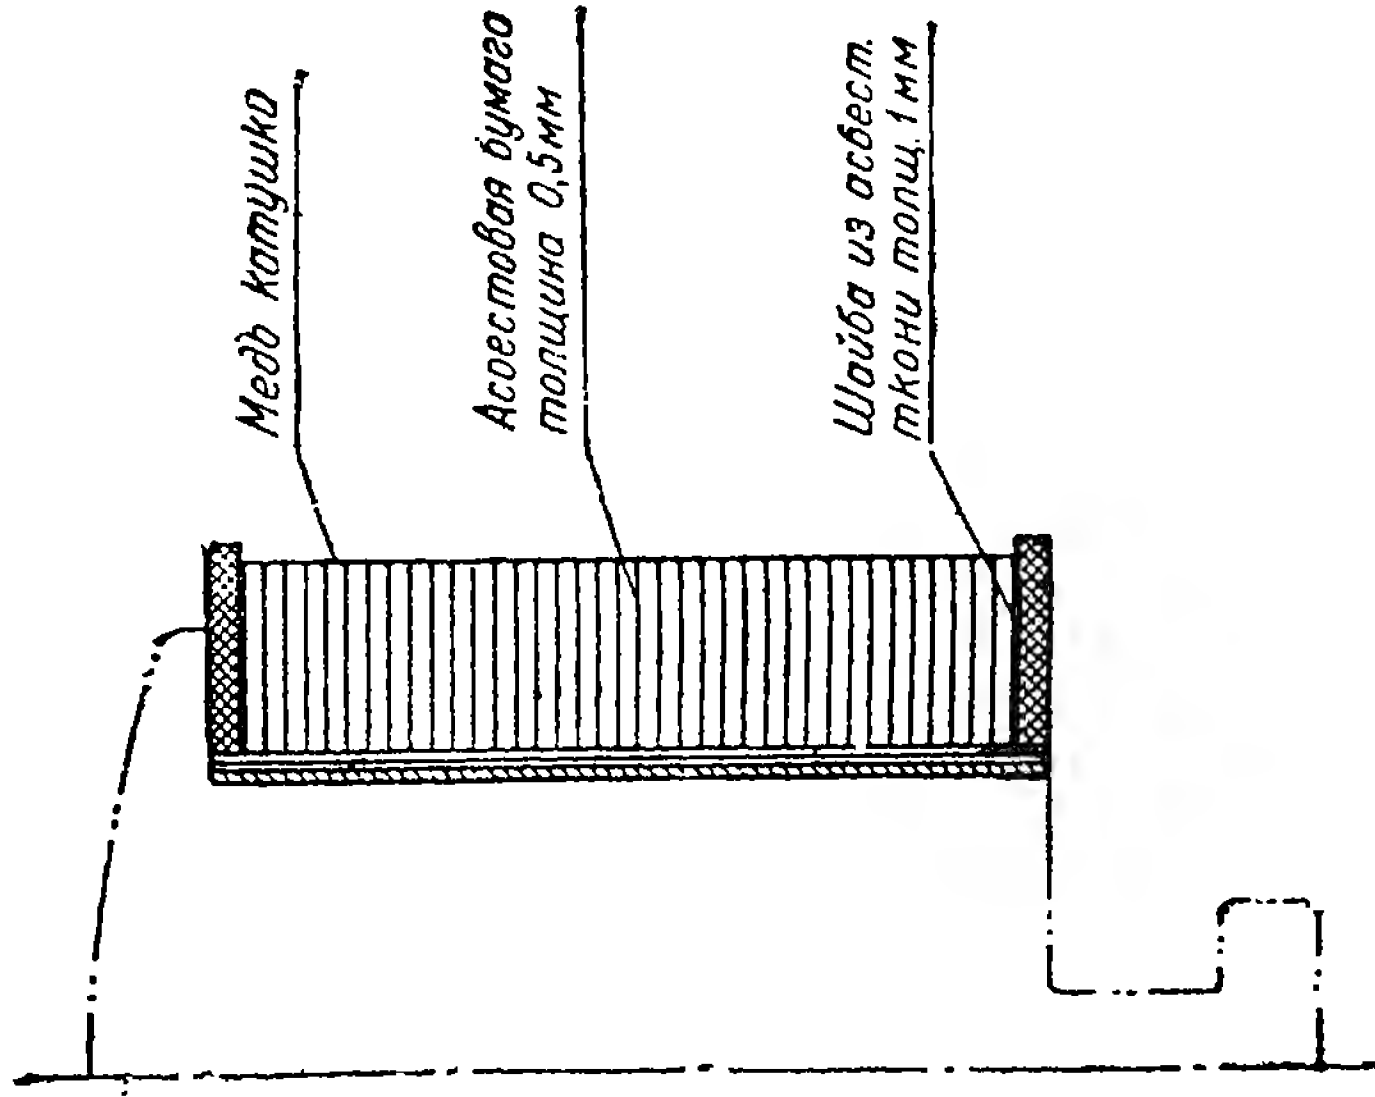 Медь катушка
Асбестовая бумага
толщина 0,5мм
Шайба из асбест.
ткани толщ. 1мм